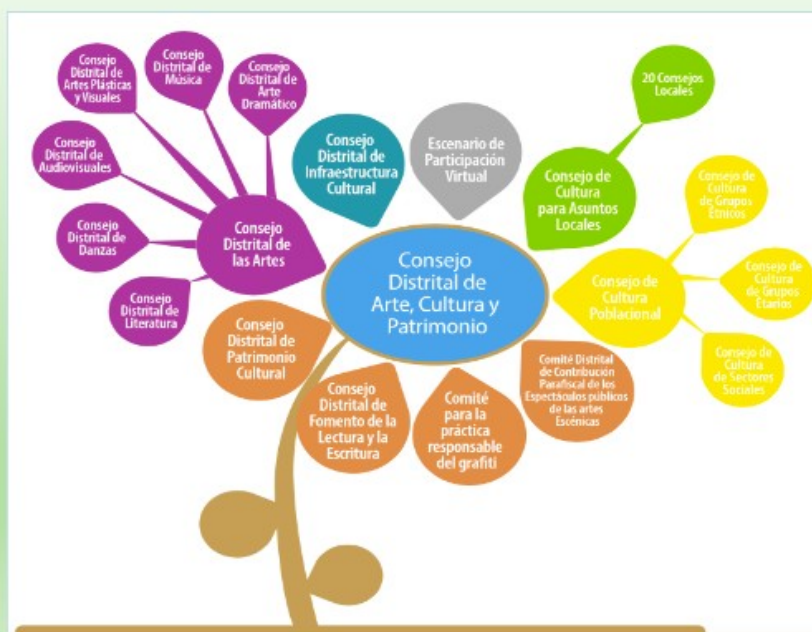 Consejo
Distrital de
Artes Plásticas
y Visuales
Consejo
Distrital de
Música
Consejo
Distrital de
Arte
Dramático
Consejo
Distrital de
Audiovisuales
Consejo
Distrital de
Danzas
Consejo
Distrital de
Literatura
Consejo
Distrital de
las Artes
Consejo
Distrital de
Infraestructura
Cultural
Escenario de
Participación
Virtual
20 Consejos
Locales
Consejo de
Cultura
para Asuntos
Locales
Consejo de
Cultura
de Grupos
Étnicos
Consejo de
Cultura
de Grupos
Etarios
Consejo de
Cultura
de Sectores
Sociales
Consejo de
Cultura
Poblacional
Consejo
Distrital de
Arte, Cultura y
Patrimonio
Consejo
Distrital de
Patrimonio
Cultural
Consejo
Distrital de
Fomento de la
Lectura y la
Escritura
Comité
para la
práctica
responsable
del grafiti
Comité Distrital
de Contribución
Parafiscal de los
Espectáculos públicos
de las artes
Escénicas